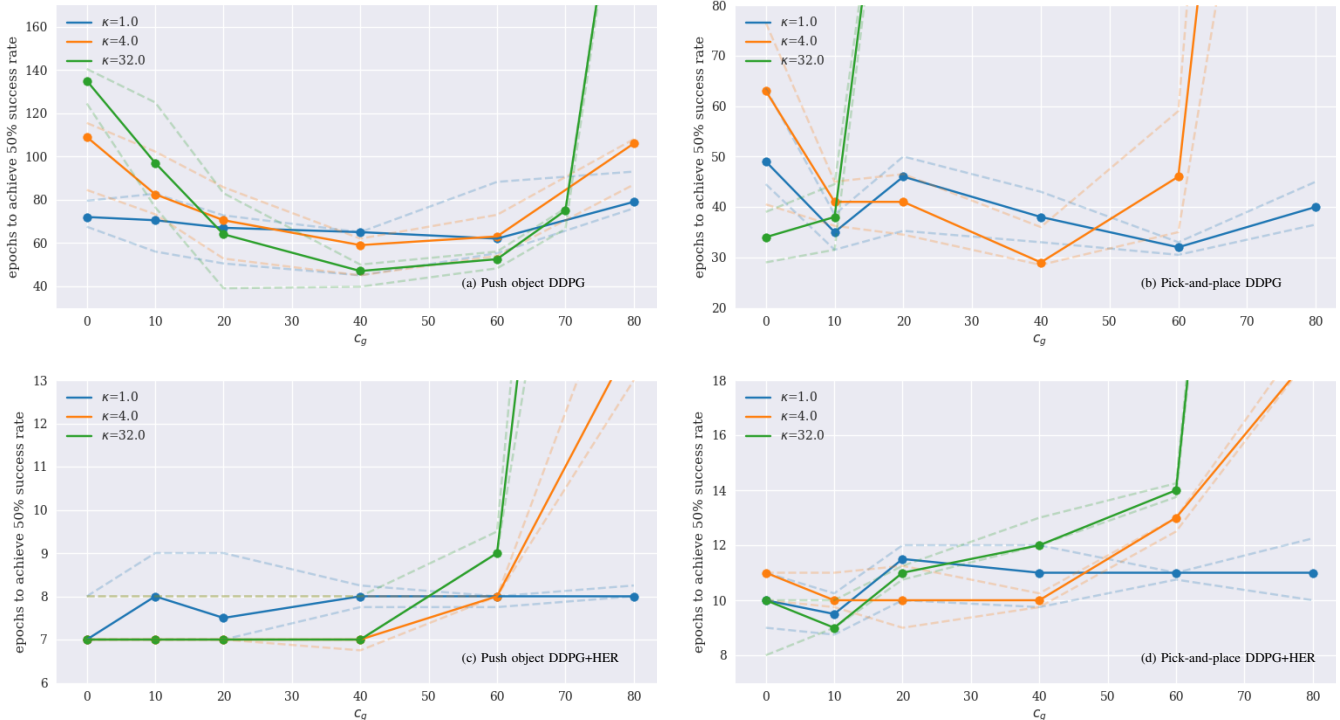 epochs to achieve 50% success rate
160
140
120
100
80
60
40
κ=1.0
κ=4.0
κ=32.0
(a) Push object DDPG
0 10 20 30 40 50 60 70 80
c_g
epochs to achieve 50% success rate
80
70
60
50
40
30
20
κ=1.0
κ=4.0
κ=32.0
(b) Pick-and-place DDPG
0 10 20 30 40 50 60 70 80
c_g
epochs to achieve 50% success rate
13
12
11
10
9
8
7
6
κ=1.0
κ=4.0
κ=32.0
(c) Push object DDPG+HER
0 10 20 30 40 50 60 70 80
c_g
epochs to achieve 50% success rate
18
16
14
12
10
8
κ=1.0
κ=4.0
κ=32.0
(d) Pick-and-place DDPG+HER
0 10 20 30 40 50 60 70 80
c_g